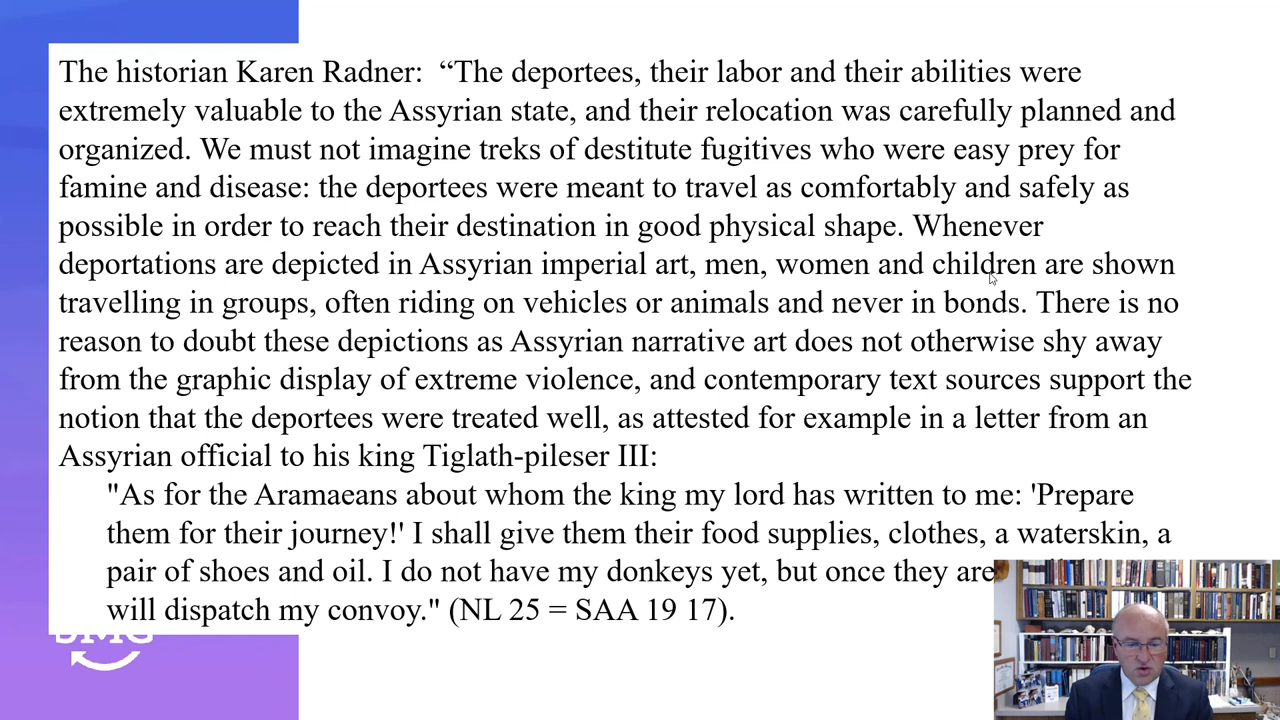 The historian Karen Radner:  “The deportees, their labor and their abilities were
extremely valuable to the Assyrian state, and their relocation was carefully planned and
organized. We must not imagine treks of destitute fugitives who were easy prey for
famine and disease: the deportees were meant to travel as comfortably and safely as
possible in order to reach their destination in good physical shape. Whenever
deportations are depicted in Assyrian imperial art, men, women and children are shown
travelling in groups, often riding on vehicles or animals and never in bonds. There is no
reason to doubt these depictions as Assyrian narrative art does not otherwise shy away
from the graphic display of extreme violence, and contemporary text sources support the
notion that the deportees were treated well, as attested for example in a letter from an
Assyrian official to his king Tiglath-pileser III:
"As for the Aramaeans about whom the king my lord has written to me: 'Prepare
them for their journey!' I shall give them their food supplies, clothes, a waterskin, a
pair of shoes and oil. I do not have my donkeys yet, but once they are
will dispatch my convoy." (NL 25 = SAA 19 17).
SMG